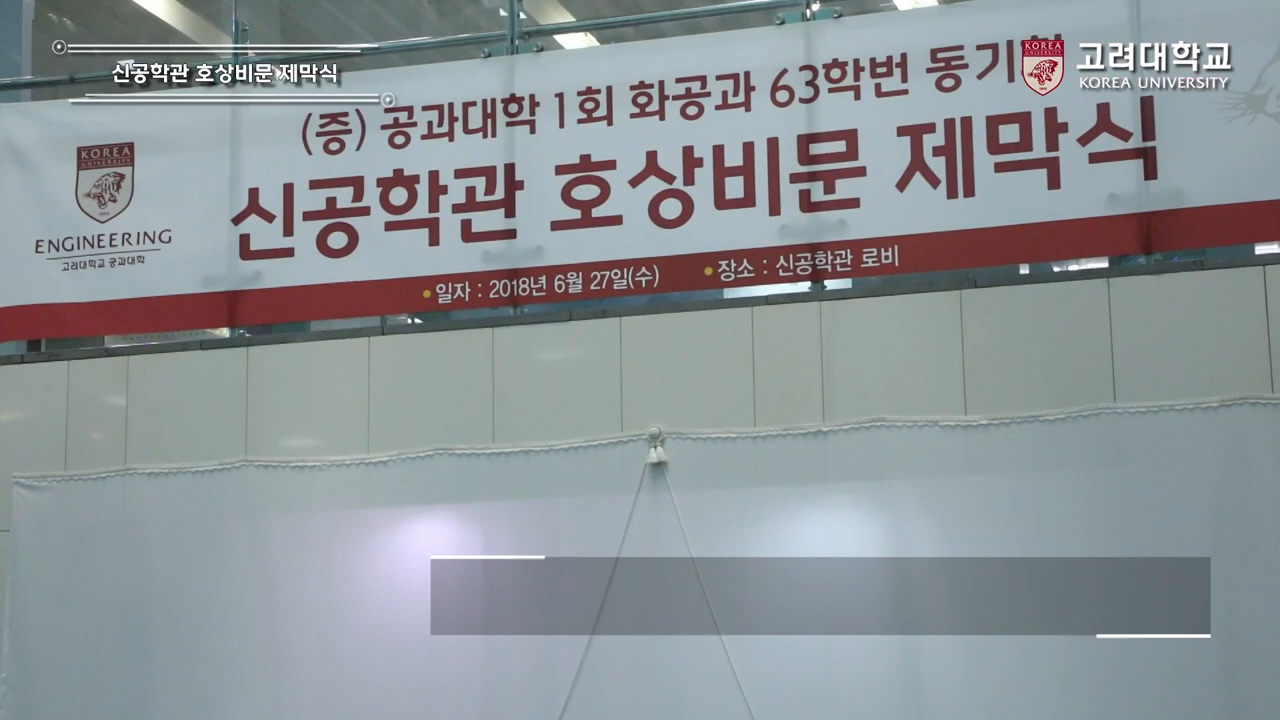 신공학관 호상비문 제막식
고려대학교
KOREA UNIVERSITY
KOREA
UNIVERSITY
(증) 공과대학 1회 화공과 63학번 동기
신공학관 호상비문 제막식
KOREA
UNIVERSITY
ENGINEERING
고려대학교 공과대학
•일자 : 2018년 6월 27일(수) •장소 : 신공학관 로비